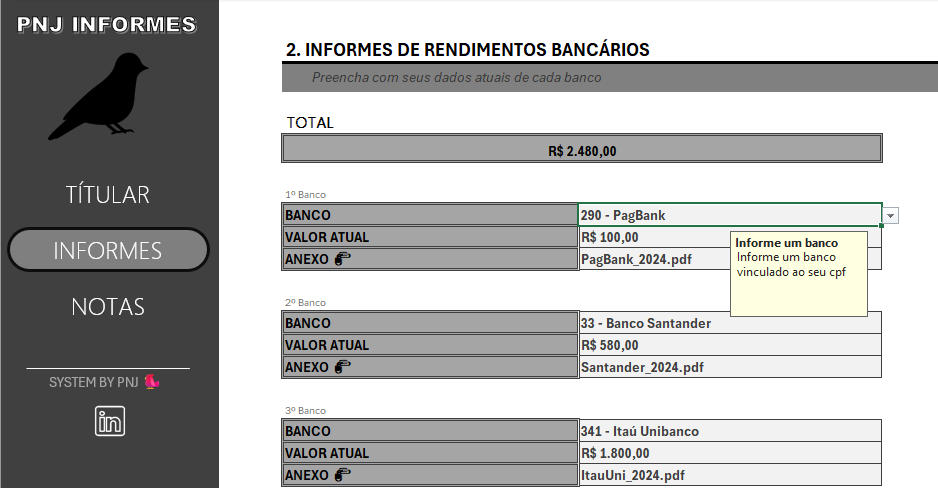 PNJ INFORMES
TÍTULAR
INFORMES
NOTAS
SYSTEM BY PNJ
in
2. INFORMES DE RENDIMENTOS BANCÁRIOS
Preencha com seus dados atuais de cada banco
TOTAL
R$ 2.480,00
1º Banco
BANCO 290 - PagBank
VALOR ATUAL R$ 100,00
ANEXO PagBank_2024.pdf
Informe um banco
Informe um banco
vinculado ao seu cpf
2º Banco
BANCO 33 - Banco Santander
VALOR ATUAL R$ 580,00
ANEXO Santander_2024.pdf
3º Banco
BANCO 341 - Itaú Unibanco
VALOR ATUAL R$ 1.800,00
ANEXO ItauUni_2024.pdf